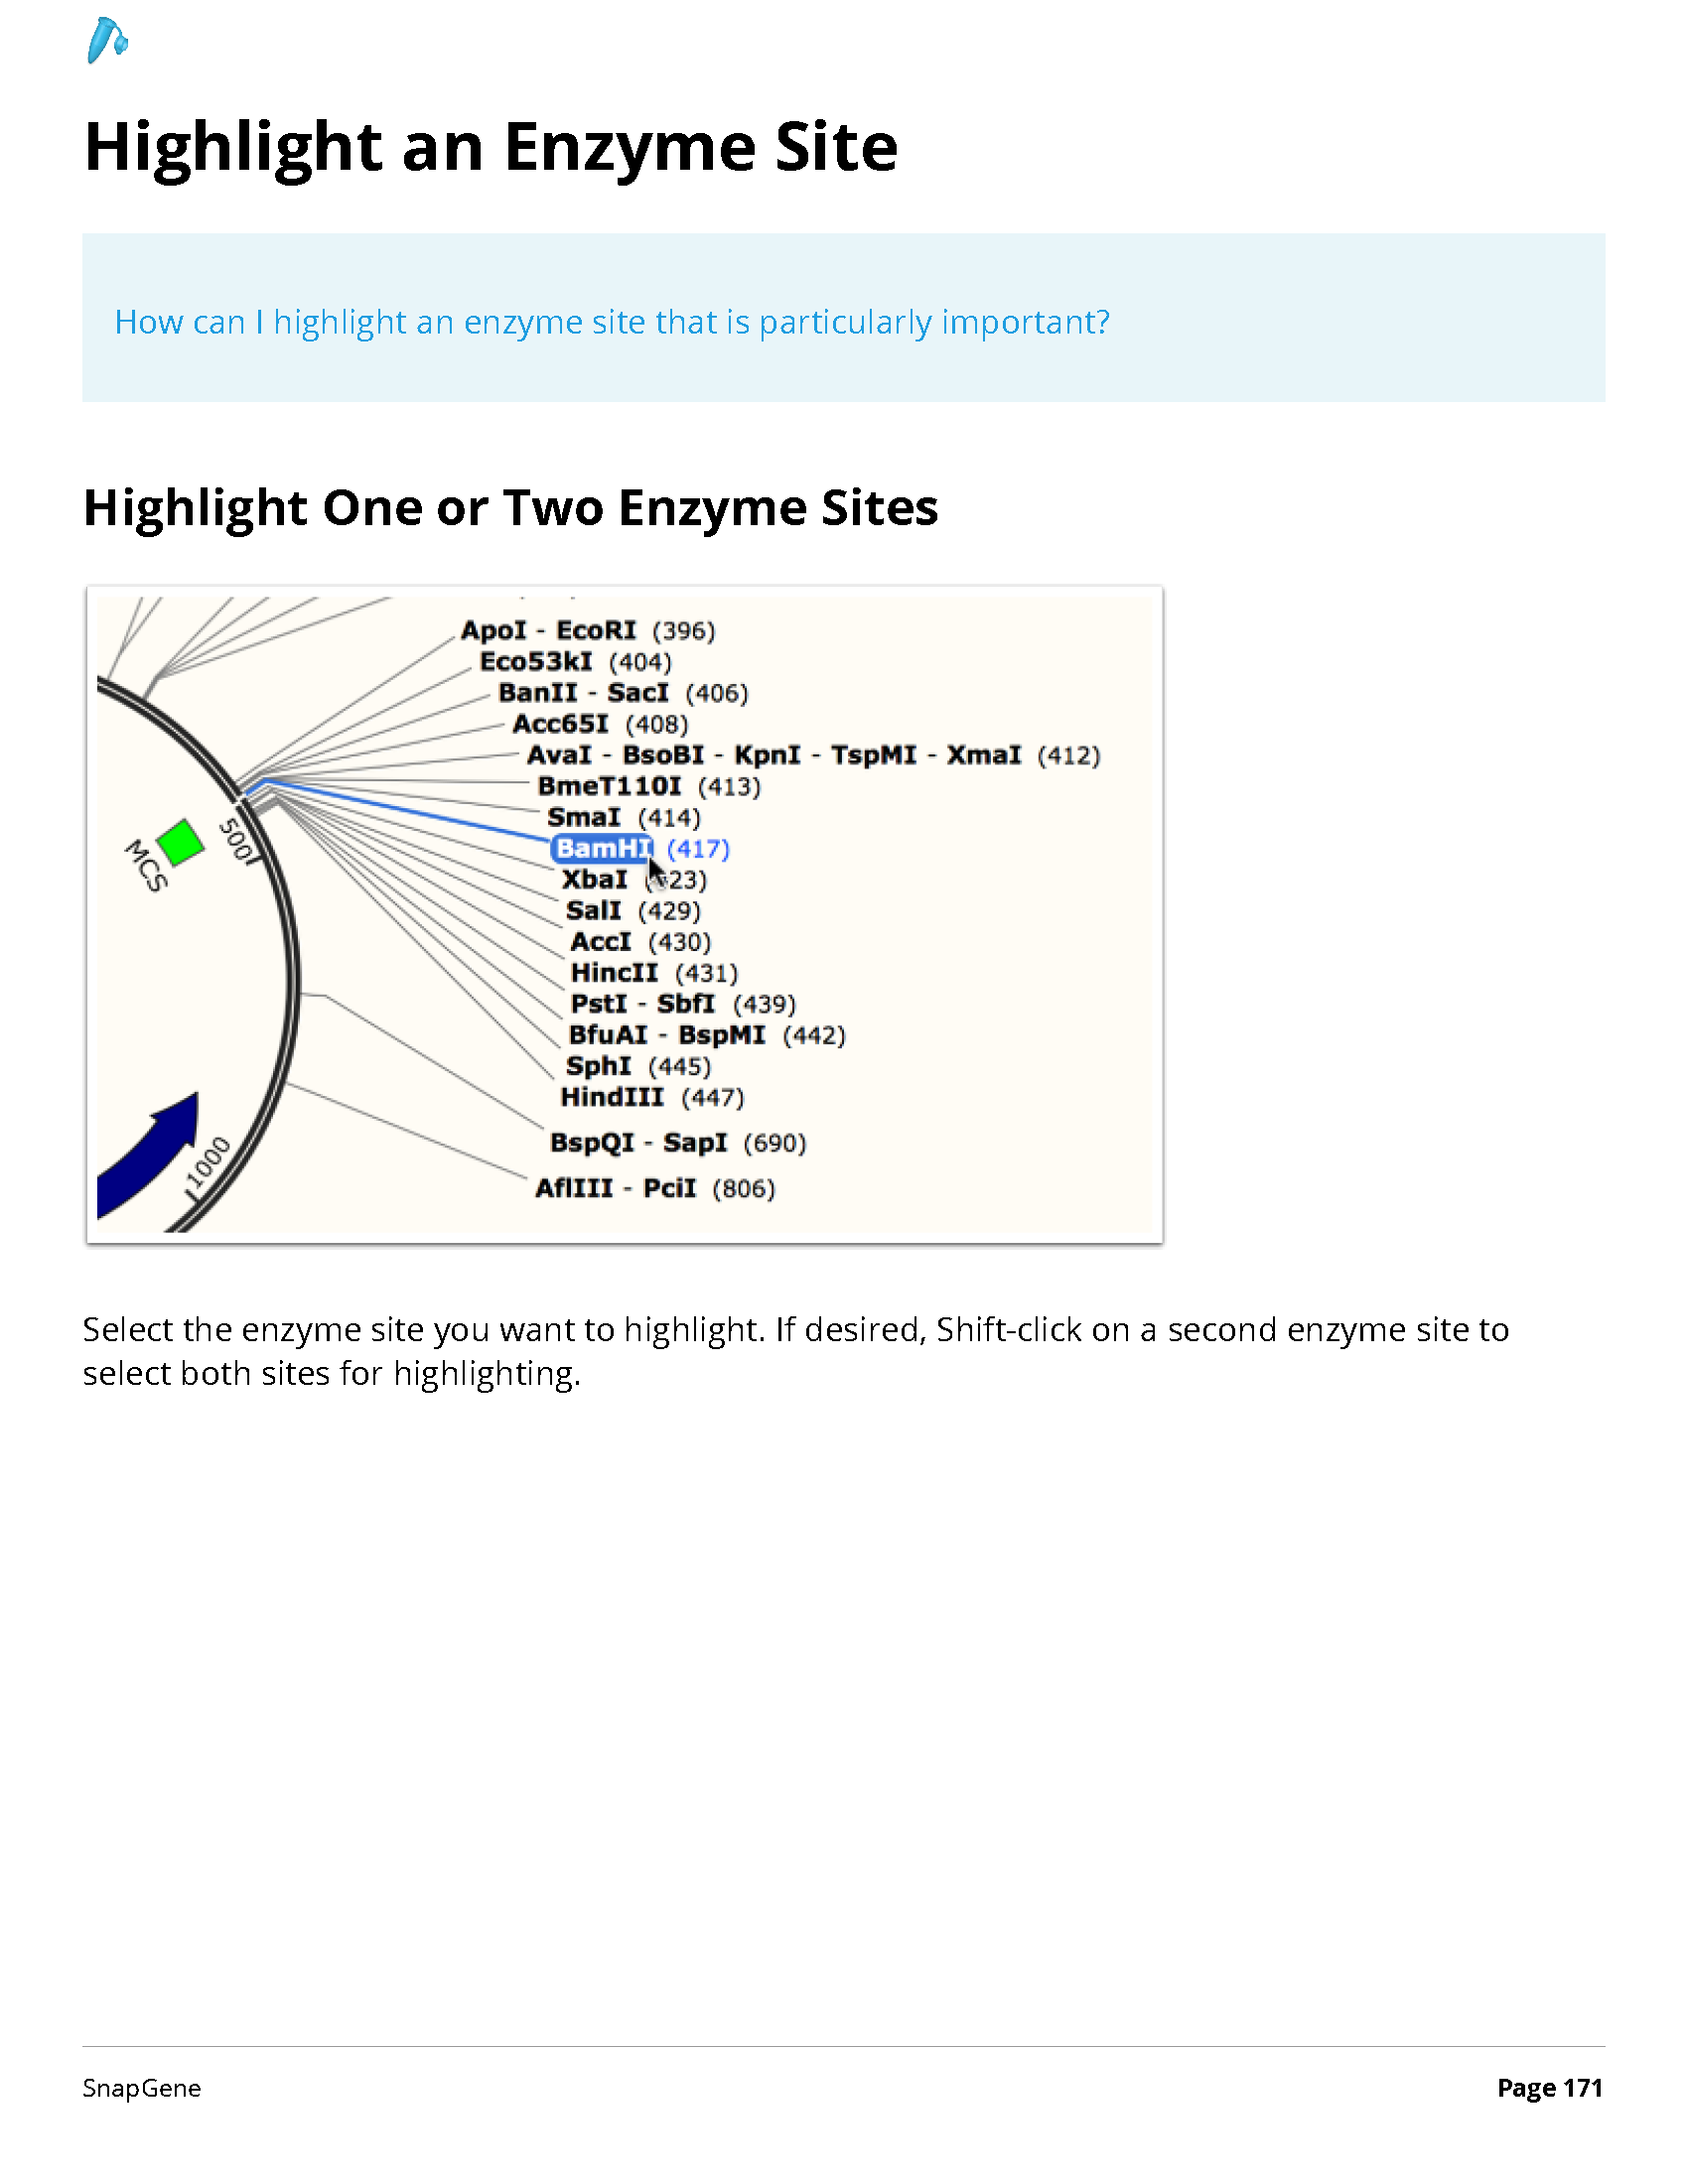 Highlight an Enzyme Site
How can I highlight an enzyme site that is particularly important?
Highlight One or Two Enzyme Sites
ApoI - EcoRI (396)
Eco53kI (404)
BanII - SacI (406)
Acc65I (408)
AvaI - BsoBI - KpnI - TspMI - XmaI (412)
BmeT110I (413)
SmaI (414)
BamHI (417)
XbaI 23)
SalI (429)
AccI (430)
HincII (431)
PstI - SbfI (439)
BfuAI - BspMI (442)
SphI (445)
HindIII (447)
BspQI - SapI (690)
AflIII - PciI (806)
MCS
500
1000
Select the enzyme site you want to highlight. If desired, Shift-click on a second enzyme site to
select both sites for highlighting.
SnapGene
Page 171